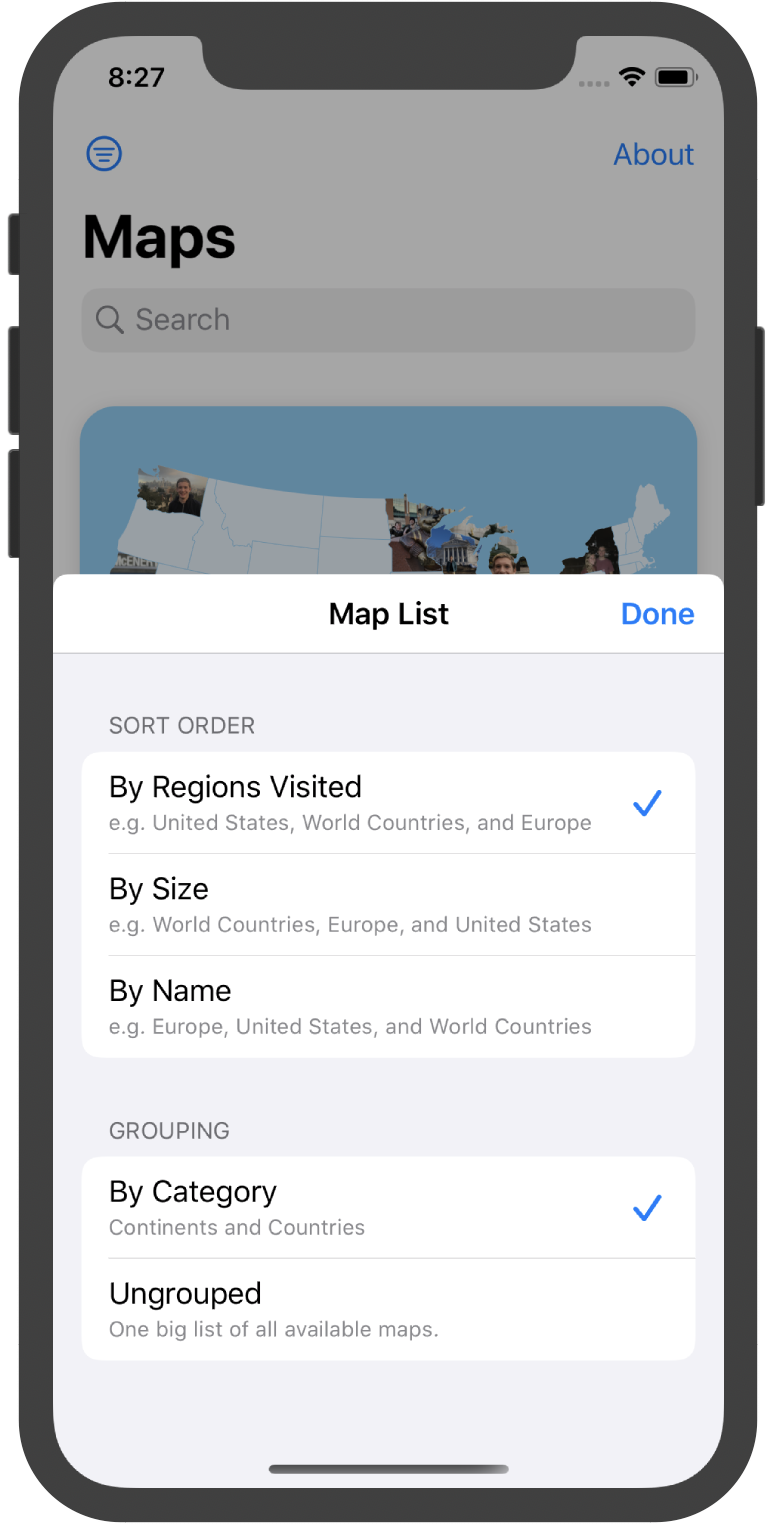 8:27
About
Maps
Search
Map List
Done
SORT ORDER
By Regions Visited
e.g. United States, World Countries, and Europe
By Size
e.g. World Countries, Europe, and United States
By Name
e.g. Europe, United States, and World Countries
GROUPING
By Category
Continents and Countries
Ungrouped
One big list of all available maps.